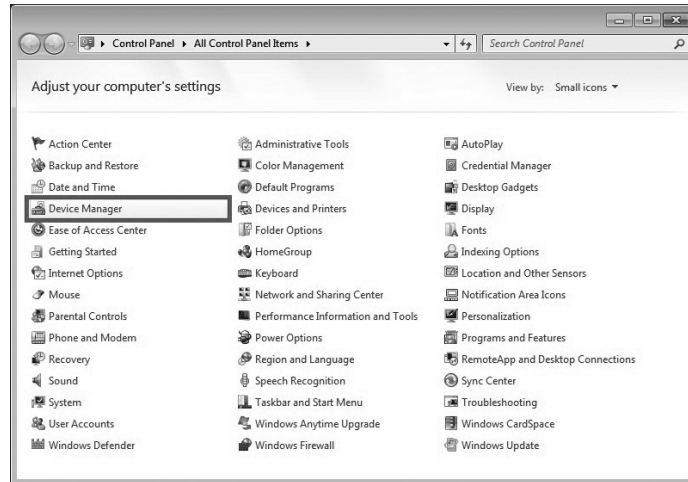 Control Panel All Control Panel Items Search Control Panel
Adjust your computer's settings View by: Small icons
Action Center Administrative Tools AutoPlay
Backup and Restore Color Management Credential Manager
Date and Time Default Programs Desktop Gadgets
Device Manager Devices and Printers Display
Ease of Access Center Folder Options Fonts
Getting Started HomeGroup Indexing Options
Internet Options Keyboard Location and Other Sensors
Mouse Network and Sharing Center Notification Area Icons
Parental Controls Performance Information and Tools Personalization
Phone and Modem Power Options Programs and Features
Recovery Region and Language RemoteApp and Desktop Connections
Sound Speech Recognition Sync Center
System Taskbar and Start Menu Troubleshooting
User Accounts Windows Anytime Upgrade Windows CardSpace
Windows Defender Windows Firewall Windows Update